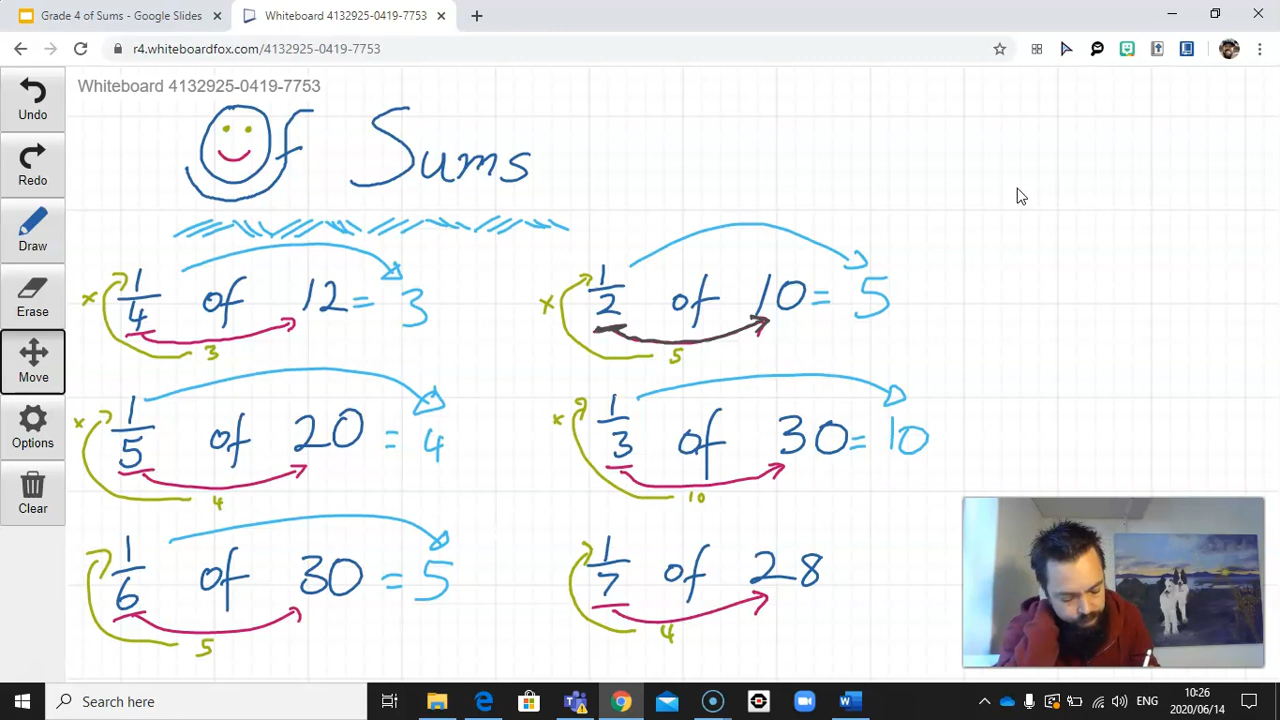 Grade 4 of Sums - Google Slides
Whiteboard 4132925-0419-7753
r4.whiteboardfox.com/4132925-0419-7753
Whiteboard 4132925-0419-7753
Undo
Redo
Draw
Erase
Move
Options
Clear
Of Sums
x 1/4 of 12 = 3
3
x 1/2 of 10 = 5
5
x 1/5 of 20 = 4
4
x 1/3 of 30 = 10
10
1/6 of 30 = 5
5
1/7 of 28
4
Search here
ENG
10:26
2020/06/14